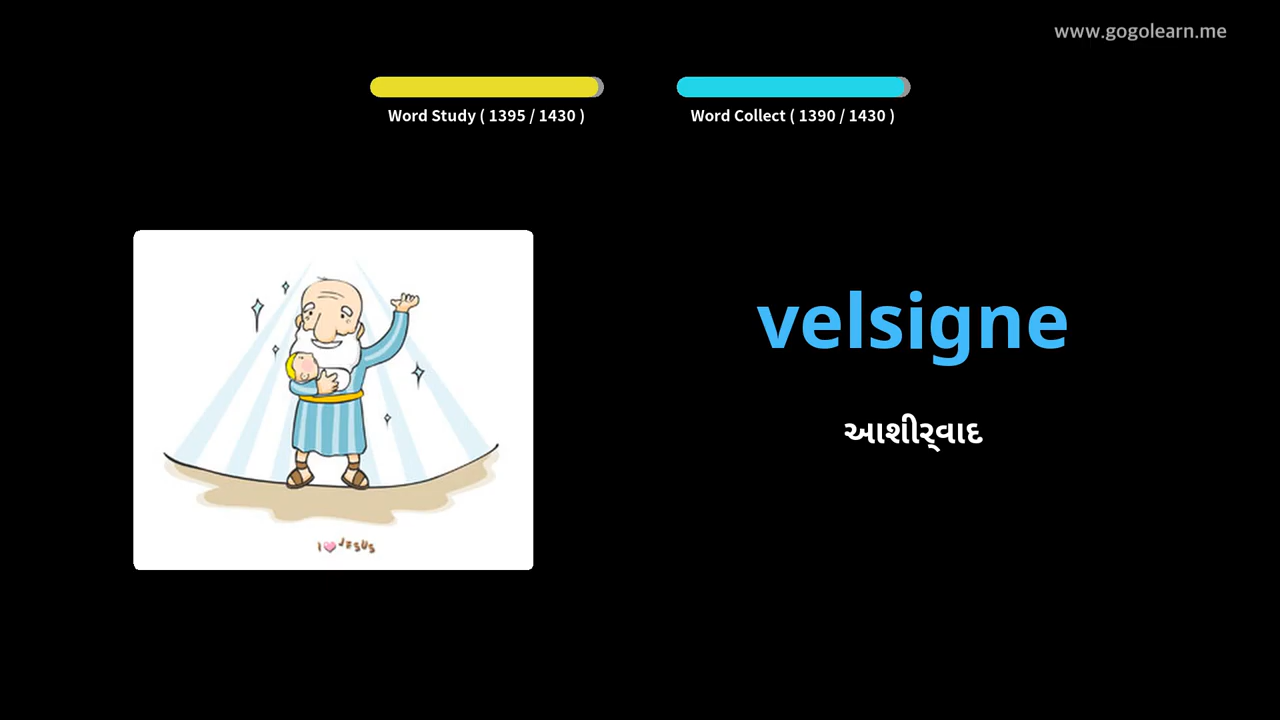 www.gogolearn.me
Word Study ( 1395 / 1430 )
Word Collect ( 1390 / 1430 )
velsigne
આશીર્વાદ
I JESUS